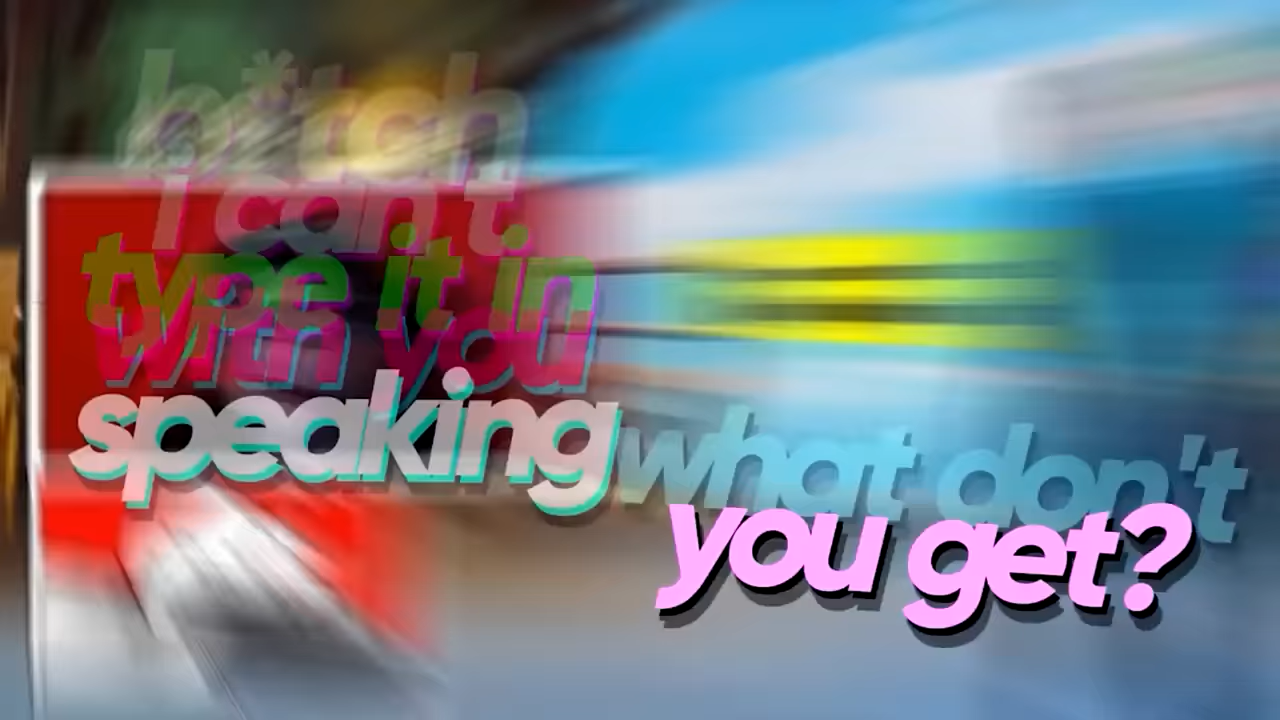 b*tch
i can't
type it in
with you
speaking
what don't
you get?